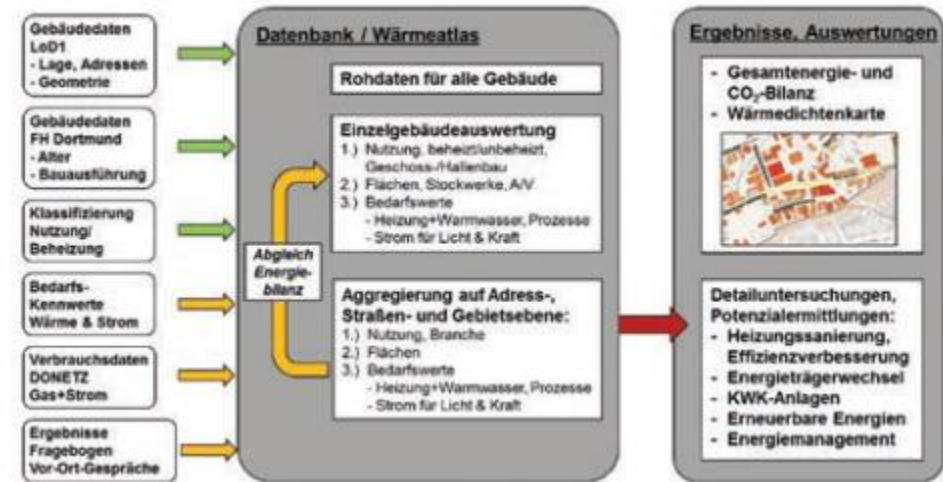 Gebäudedaten
LoD1
- Lage, Adressen
- Geometrie
Gebäudedaten
FH Dortmund
- Alter
- Bauausführung
Klassifizierung
Nutzung/
Beheizung
Bedarfs-
Kennwerte
Wärme & Strom
Verbrauchsdaten
DONETZ
Gas+Strom
Ergebnisse
Fragebogen
Vor-Ort-Gespräche
Datenbank / Wärmeatlas
Rohdaten für alle Gebäude
Einzelgebäudeauswertung
1.) Nutzung, beheizt/unbeheizt,
Geschoss-/Hallenbau
2.) Flächen, Stockwerke, A/V
3.) Bedarfswerte
- Heizung+Warmwasser, Prozesse
- Strom für Licht & Kraft
Abgleich
Energie-
bilanz
Aggregierung auf Adress-,
Straßen- und Gebietsebene:
1.) Nutzung, Branche
2.) Flächen
3.) Bedarfswerte
- Heizung+Warmwasser, Prozesse
- Strom für Licht & Kraft
Ergebnisse, Auswertungen
- Gesamtenergie- und
CO₂-Bilanz
- Wärmedichtenkarte
Detailuntersuchungen,
Potenzialermittlungen:
- Heizungssanierung,
Effizienzverbesserung
- Energieträgerwechsel
- KWK-Anlagen
- Erneuerbare Energien
- Energiemanagement